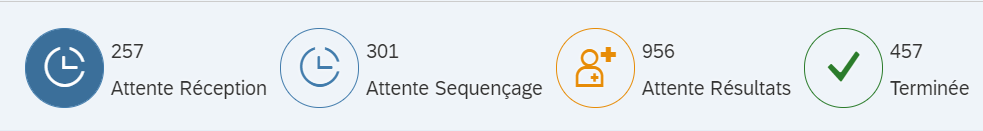 257
Attente Réception
301
Attente Sequençage
956
Attente Résultats
457
Terminée